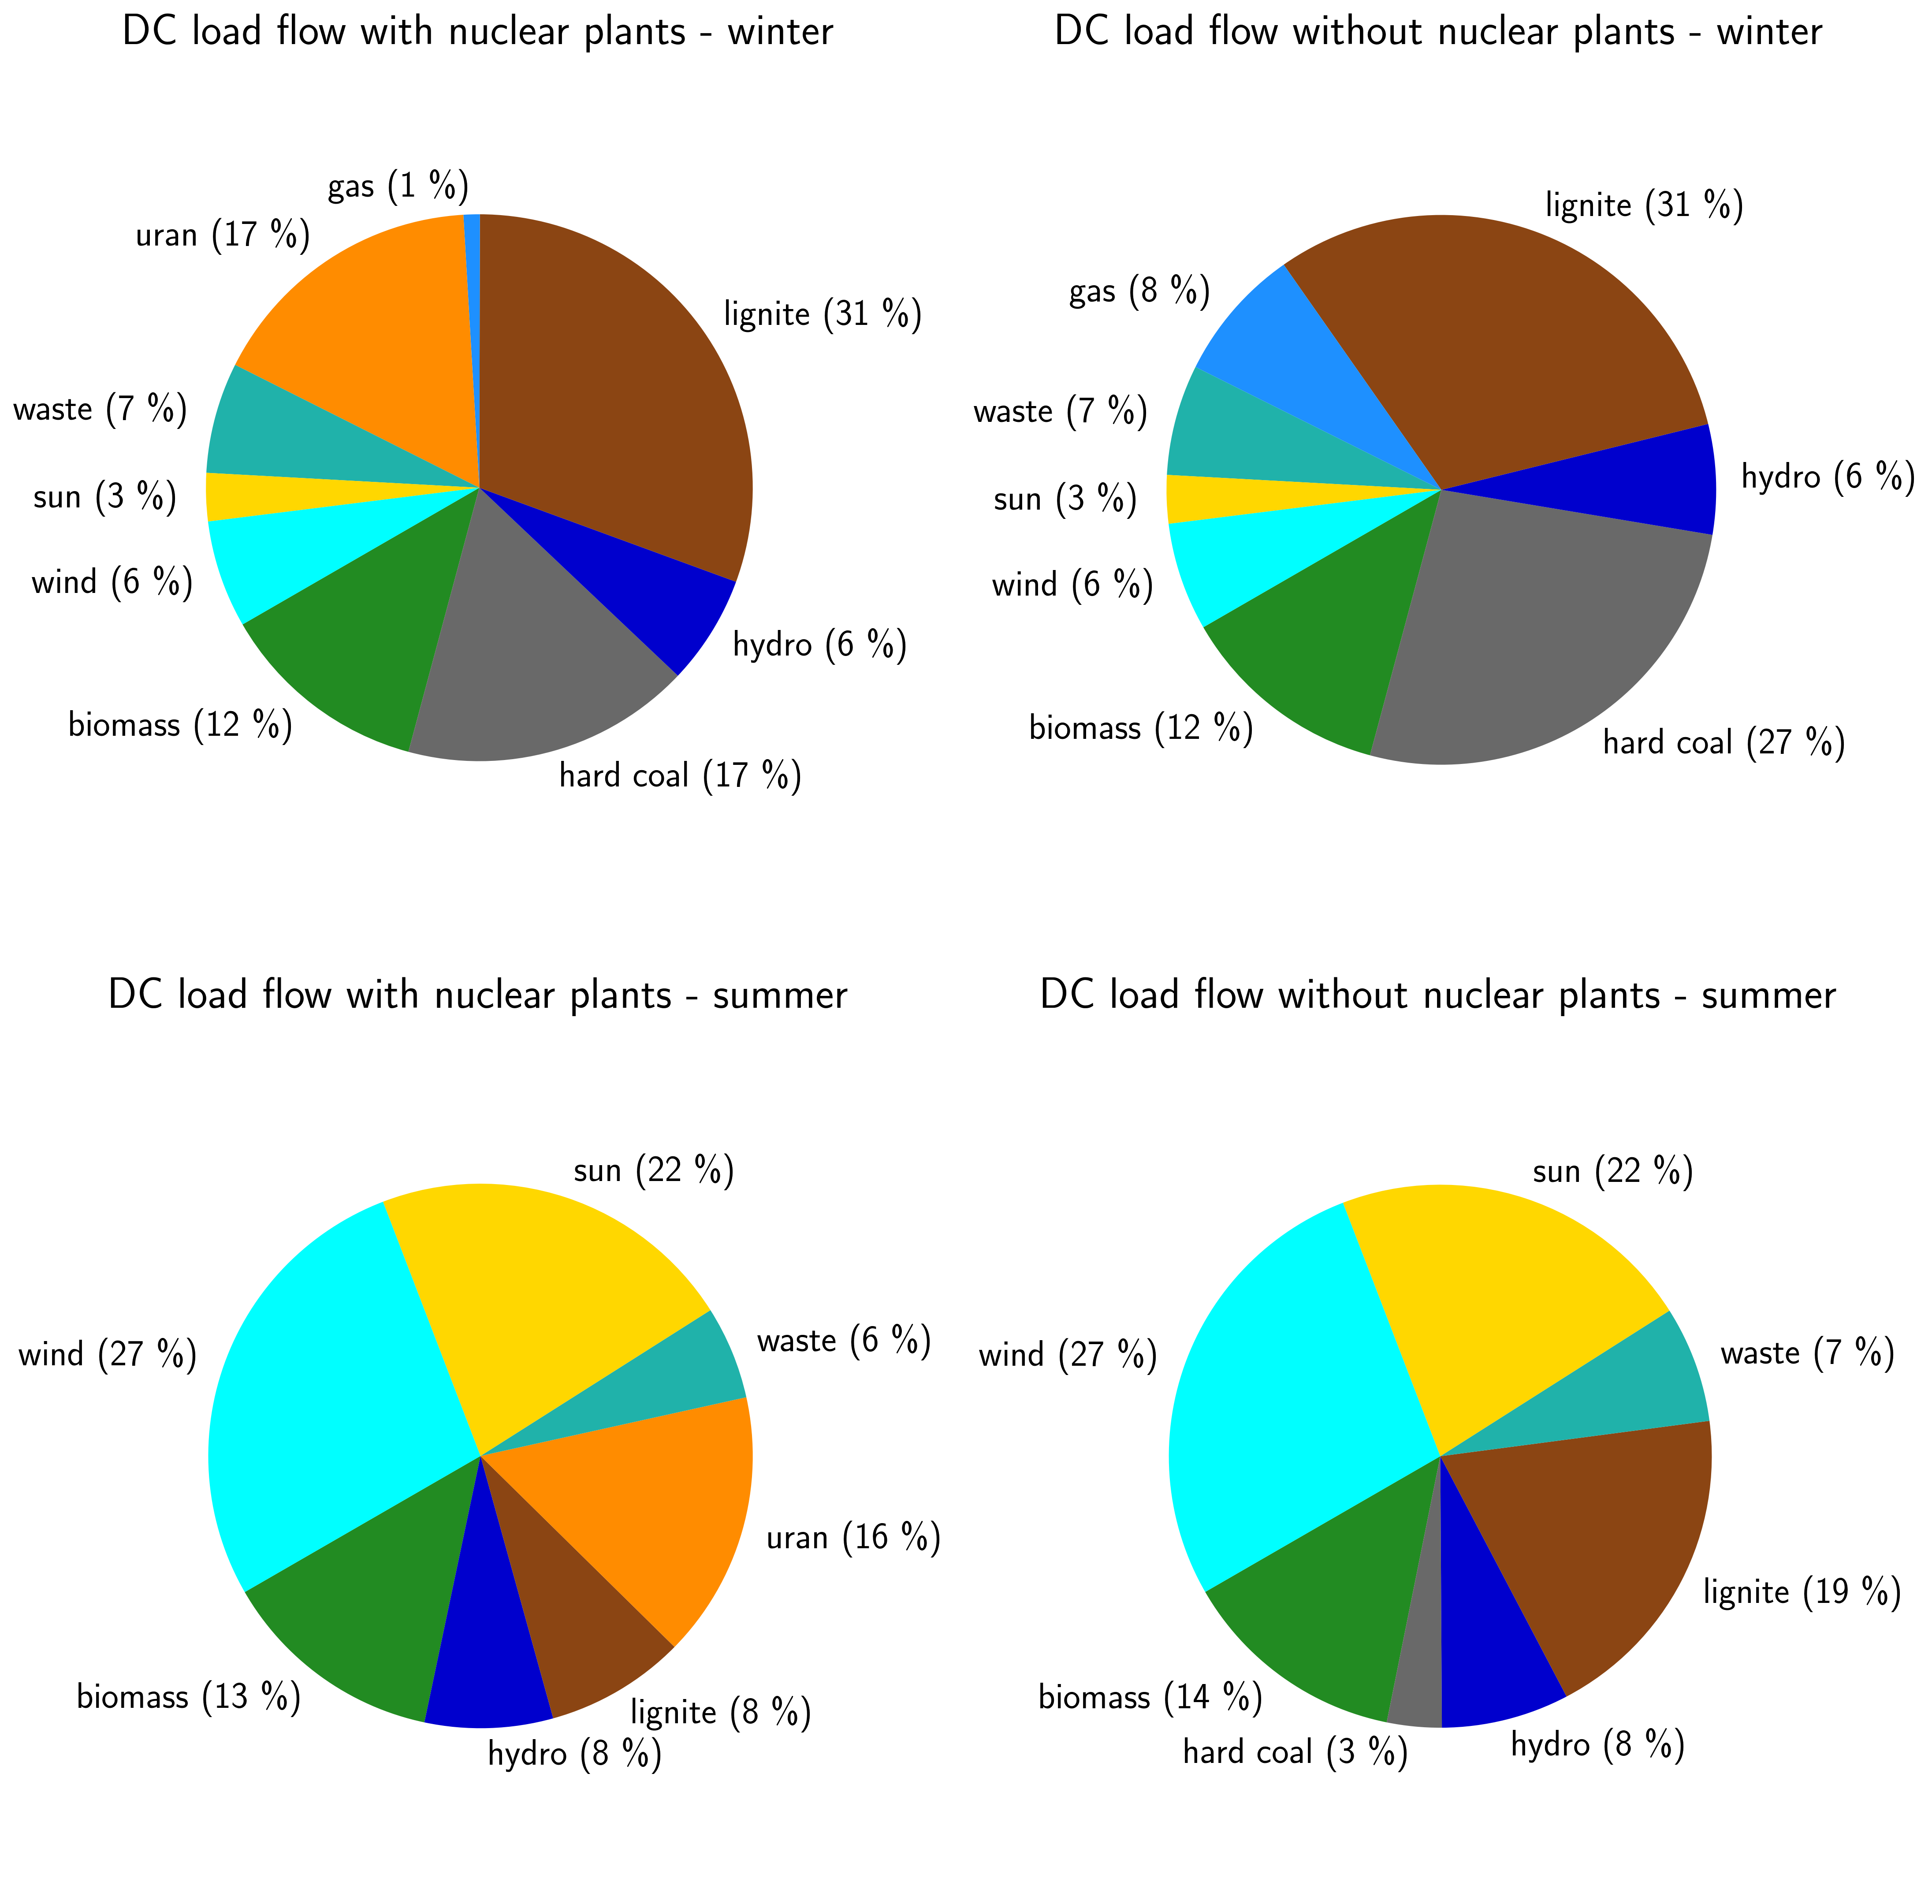 DC load flow with nuclear plants - winter
gas (1 %)
uran (17 %)
lignite (31 %)
waste (7 %)
sun (3 %)
wind (6 %)
hydro (6 %)
biomass (12 %)
hard coal (17 %)
DC load flow without nuclear plants - winter
lignite (31 %)
gas (8 %)
waste (7 %)
hydro (6 %)
sun (3 %)
wind (6 %)
biomass (12 %)
hard coal (27 %)
DC load flow with nuclear plants - summer
sun (22 %)
waste (6 %)
wind (27 %)
uran (16 %)
biomass (13 %)
lignite (8 %)
hydro (8 %)
DC load flow without nuclear plants - summer
sun (22 %)
waste (7 %)
wind (27 %)
lignite (19 %)
biomass (14 %)
hydro (8 %)
hard coal (3 %)